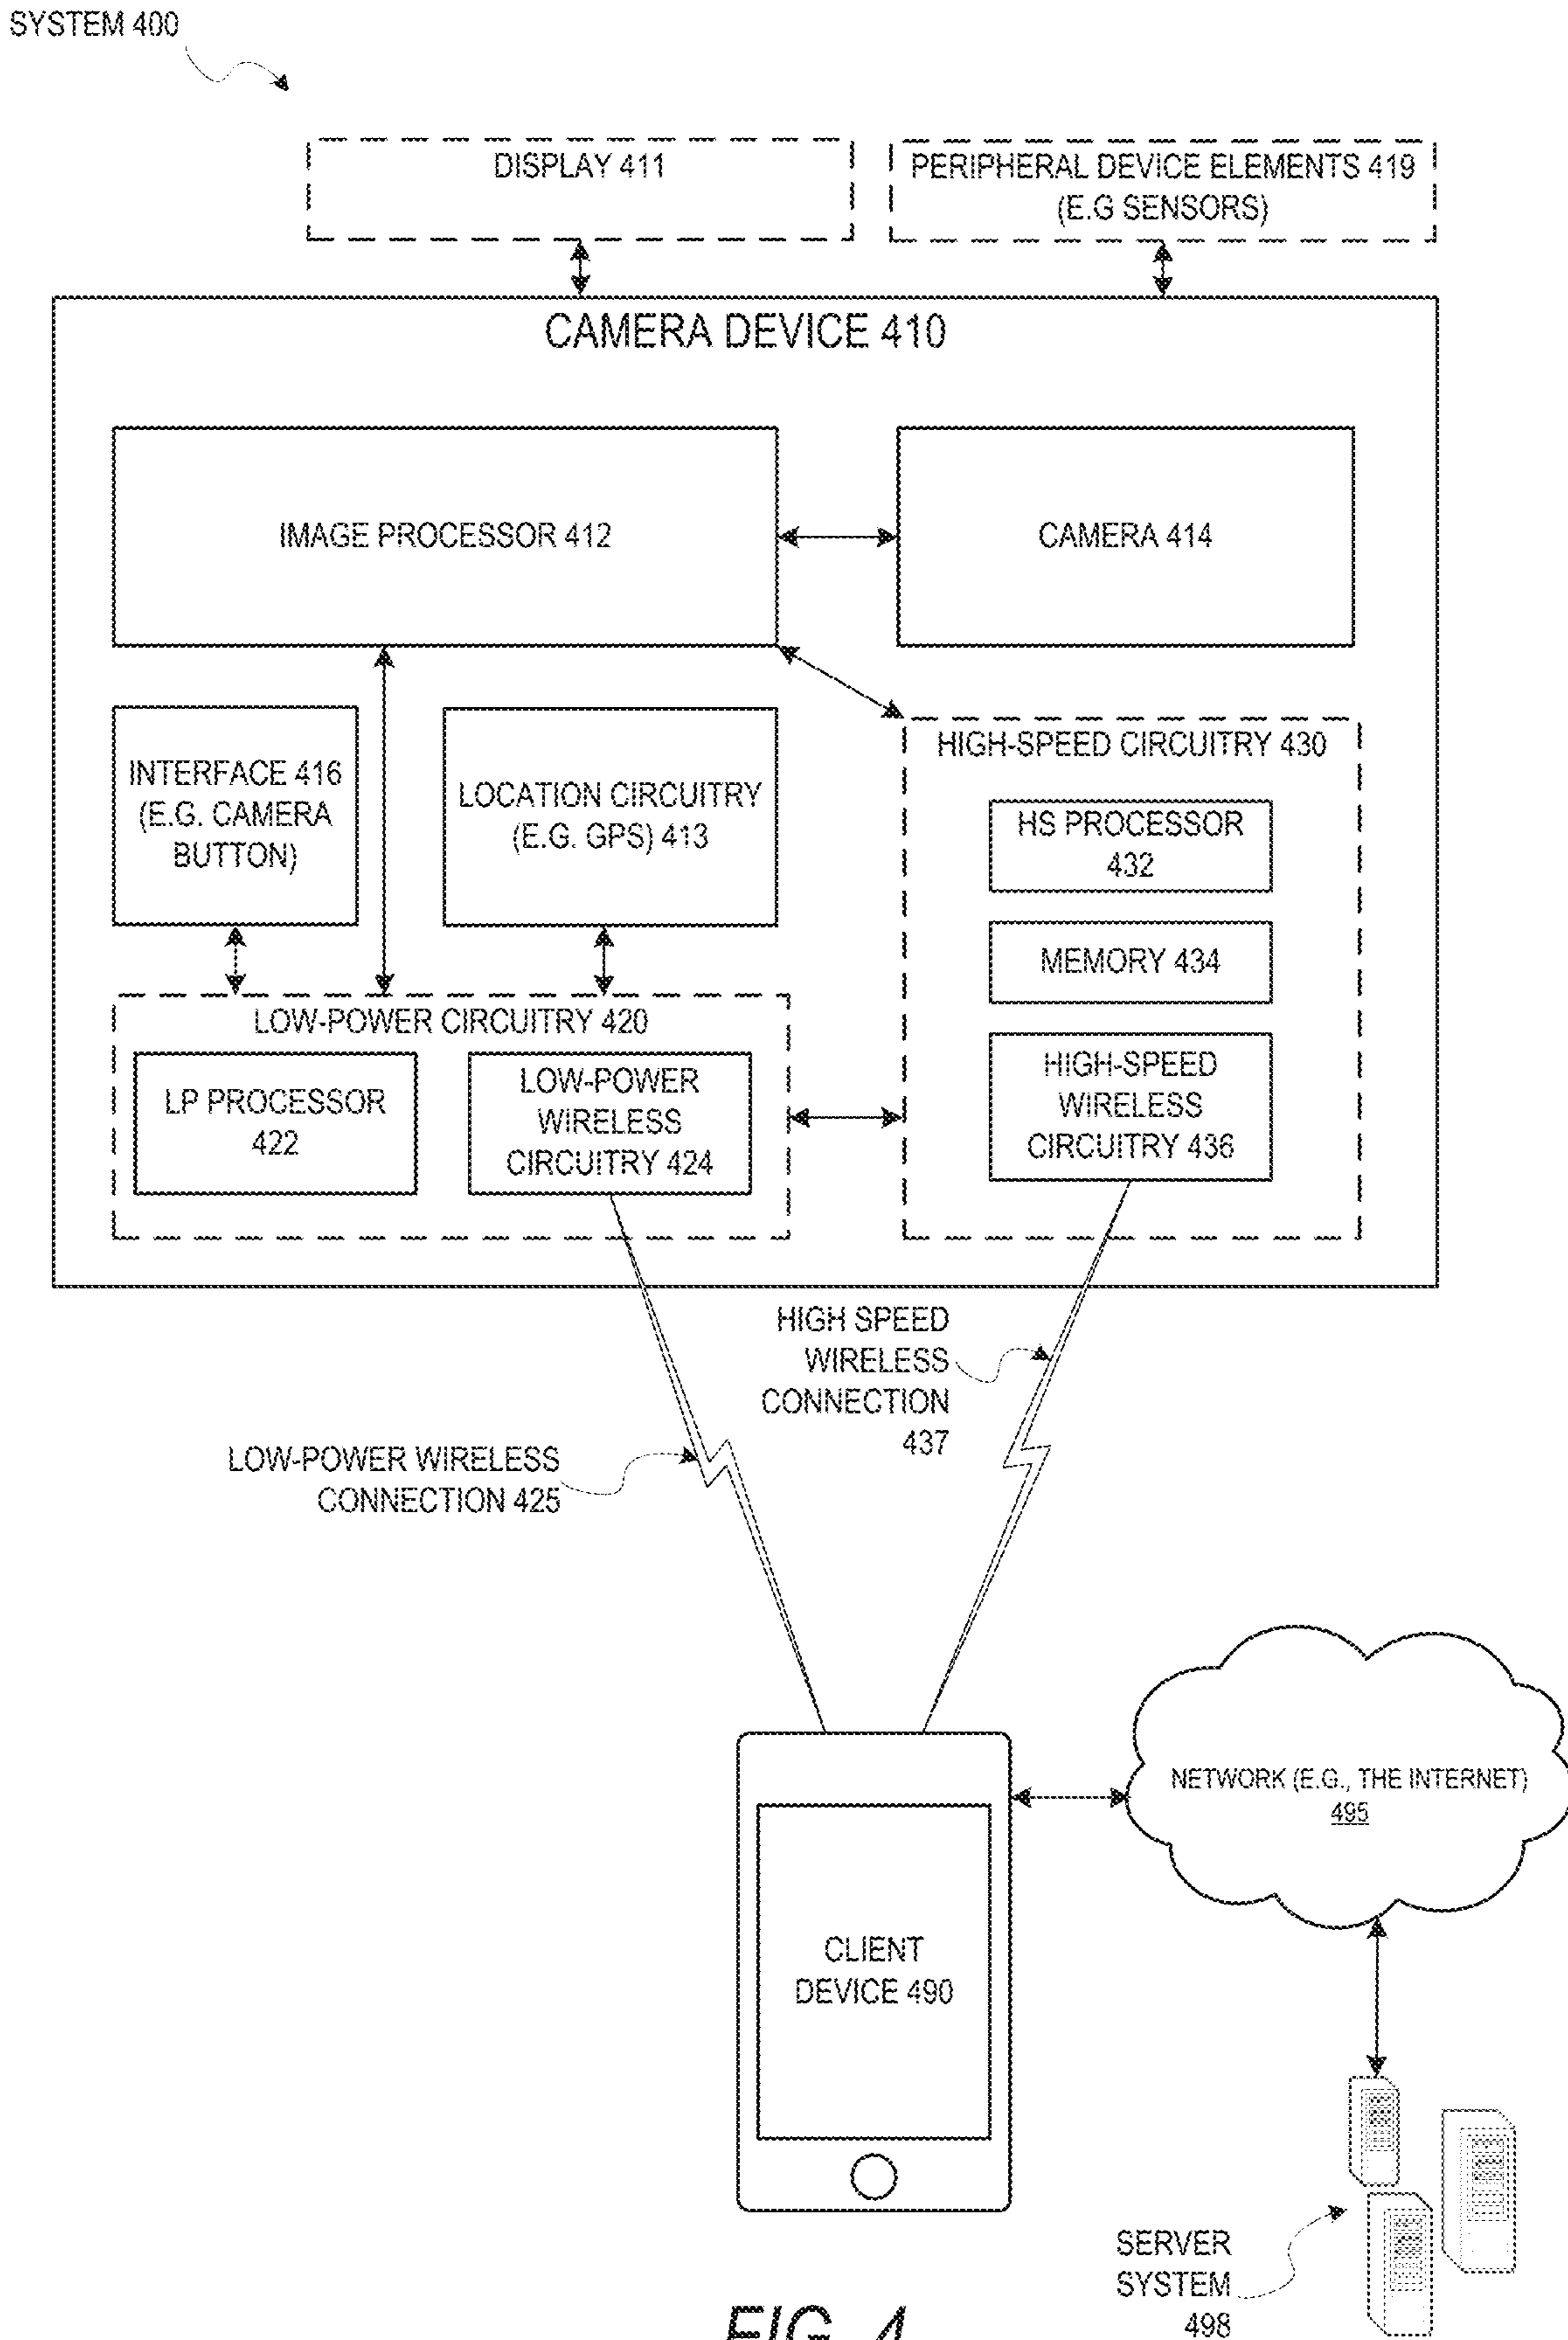 SYSTEM 400
DISPLAY 411
PERIPHERAL DEVICE ELEMENTS 419
(E.G SENSORS)
CAMERA DEVICE 410
IMAGE PROCESSOR 412
CAMERA 414
INTERFACE 416
(E.G. CAMERA
BUTTON)
LOCATION CIRCUITRY
(E.G. GPS) 413
HIGH-SPEED CIRCUITRY 430
HS PROCESSOR
432
MEMORY 434
HIGH-SPEED
WIRELESS
CIRCUITRY 436
LOW-POWER CIRCUITRY 420
LP PROCESSOR
422
LOW-POWER
WIRELESS
CIRCUITRY 424
HIGH SPEED
WIRELESS
CONNECTION
437
LOW-POWER WIRELESS
CONNECTION 425
NETWORK (E.G., THE INTERNET)
495
CLIENT
DEVICE 490
SERVER
SYSTEM
498
FIG. 4